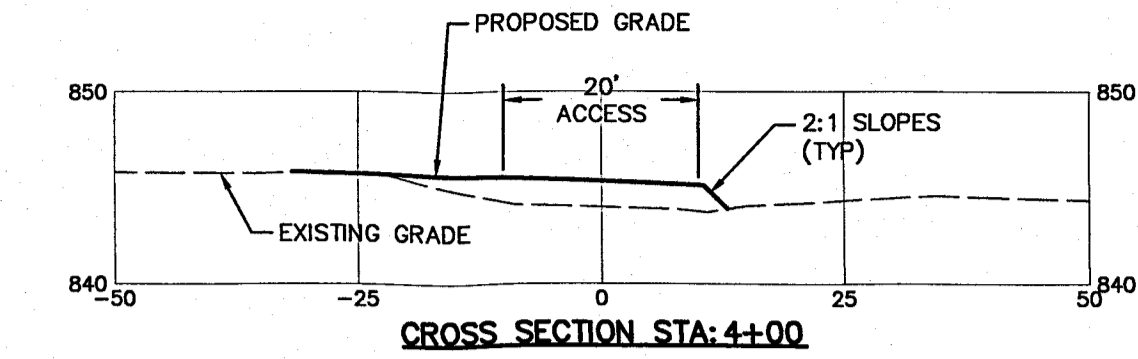 PROPOSED GRADE
850
20'
850
ACCESS
2:1 SLOPES
(TYP)
EXISTING GRADE
840
840
-50
-25
0
25
50
CROSS SECTION STA: 4+00